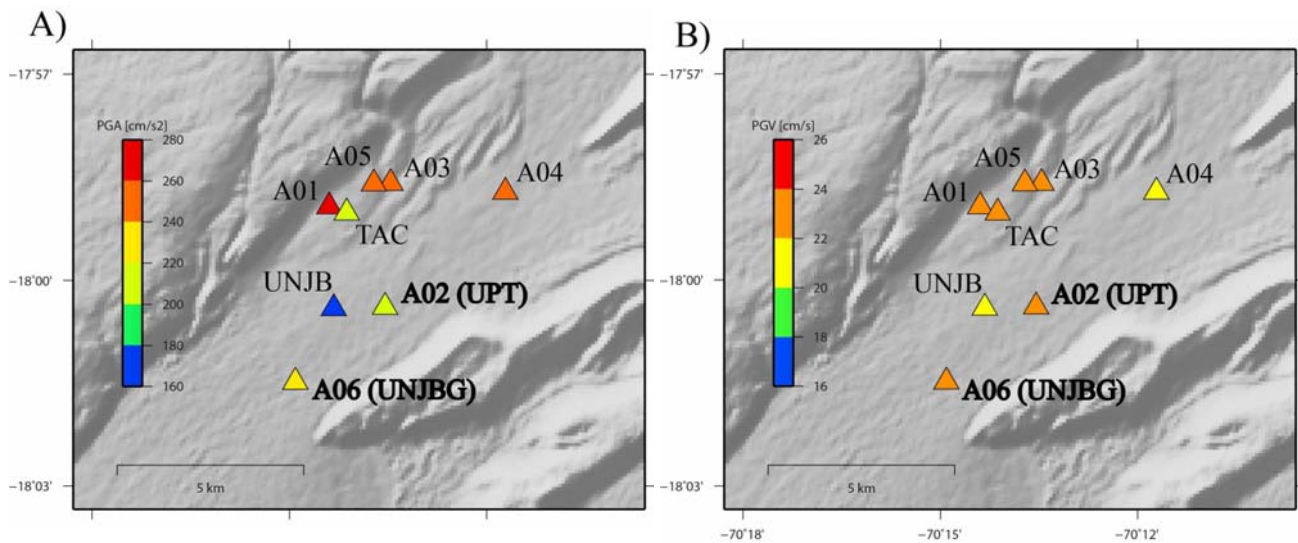 A)
−17°57'
PGA [cm/s2]
280
260
240
220
200
180
160
A05
A03
A04
A01
TAC
−18°00'
UNJB
A02 (UPT)
A06 (UNJBG)
5 km
−18°03'
B)
−17°57'
PGV [cm/s]
26
24
22
20
19
16
A05
A03
A04
A01
TAC
−18°00'
UNJB
A02 (UPT)
A06 (UNJBG)
5 km
−18°03'
−70°18'
−70°15'
−70°12'